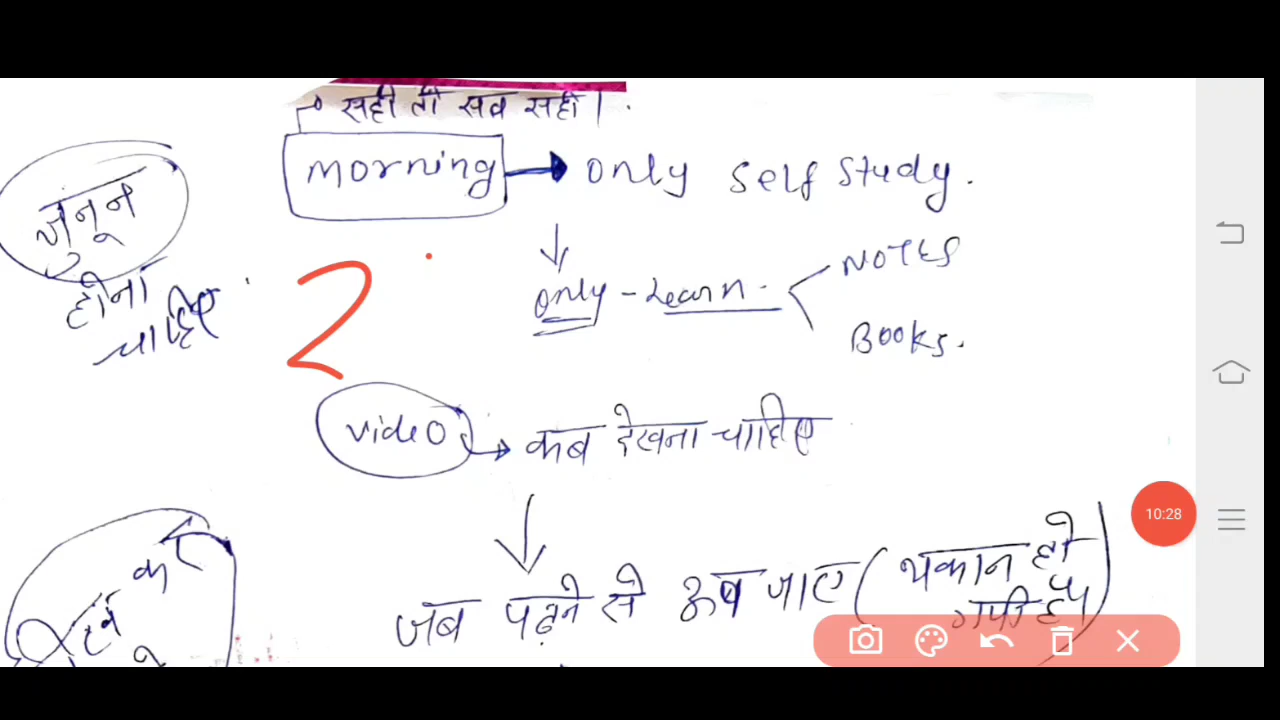 सही तो सब सही।
morning → only self study.
जुनून
होना
चाहिए
↓
only - Learn.
NOTES
Books.
2
video → कब देखना चाहिए
↓
जब पढ़ने से ऊब जाए (थकान हो
गयी हो)
10:28